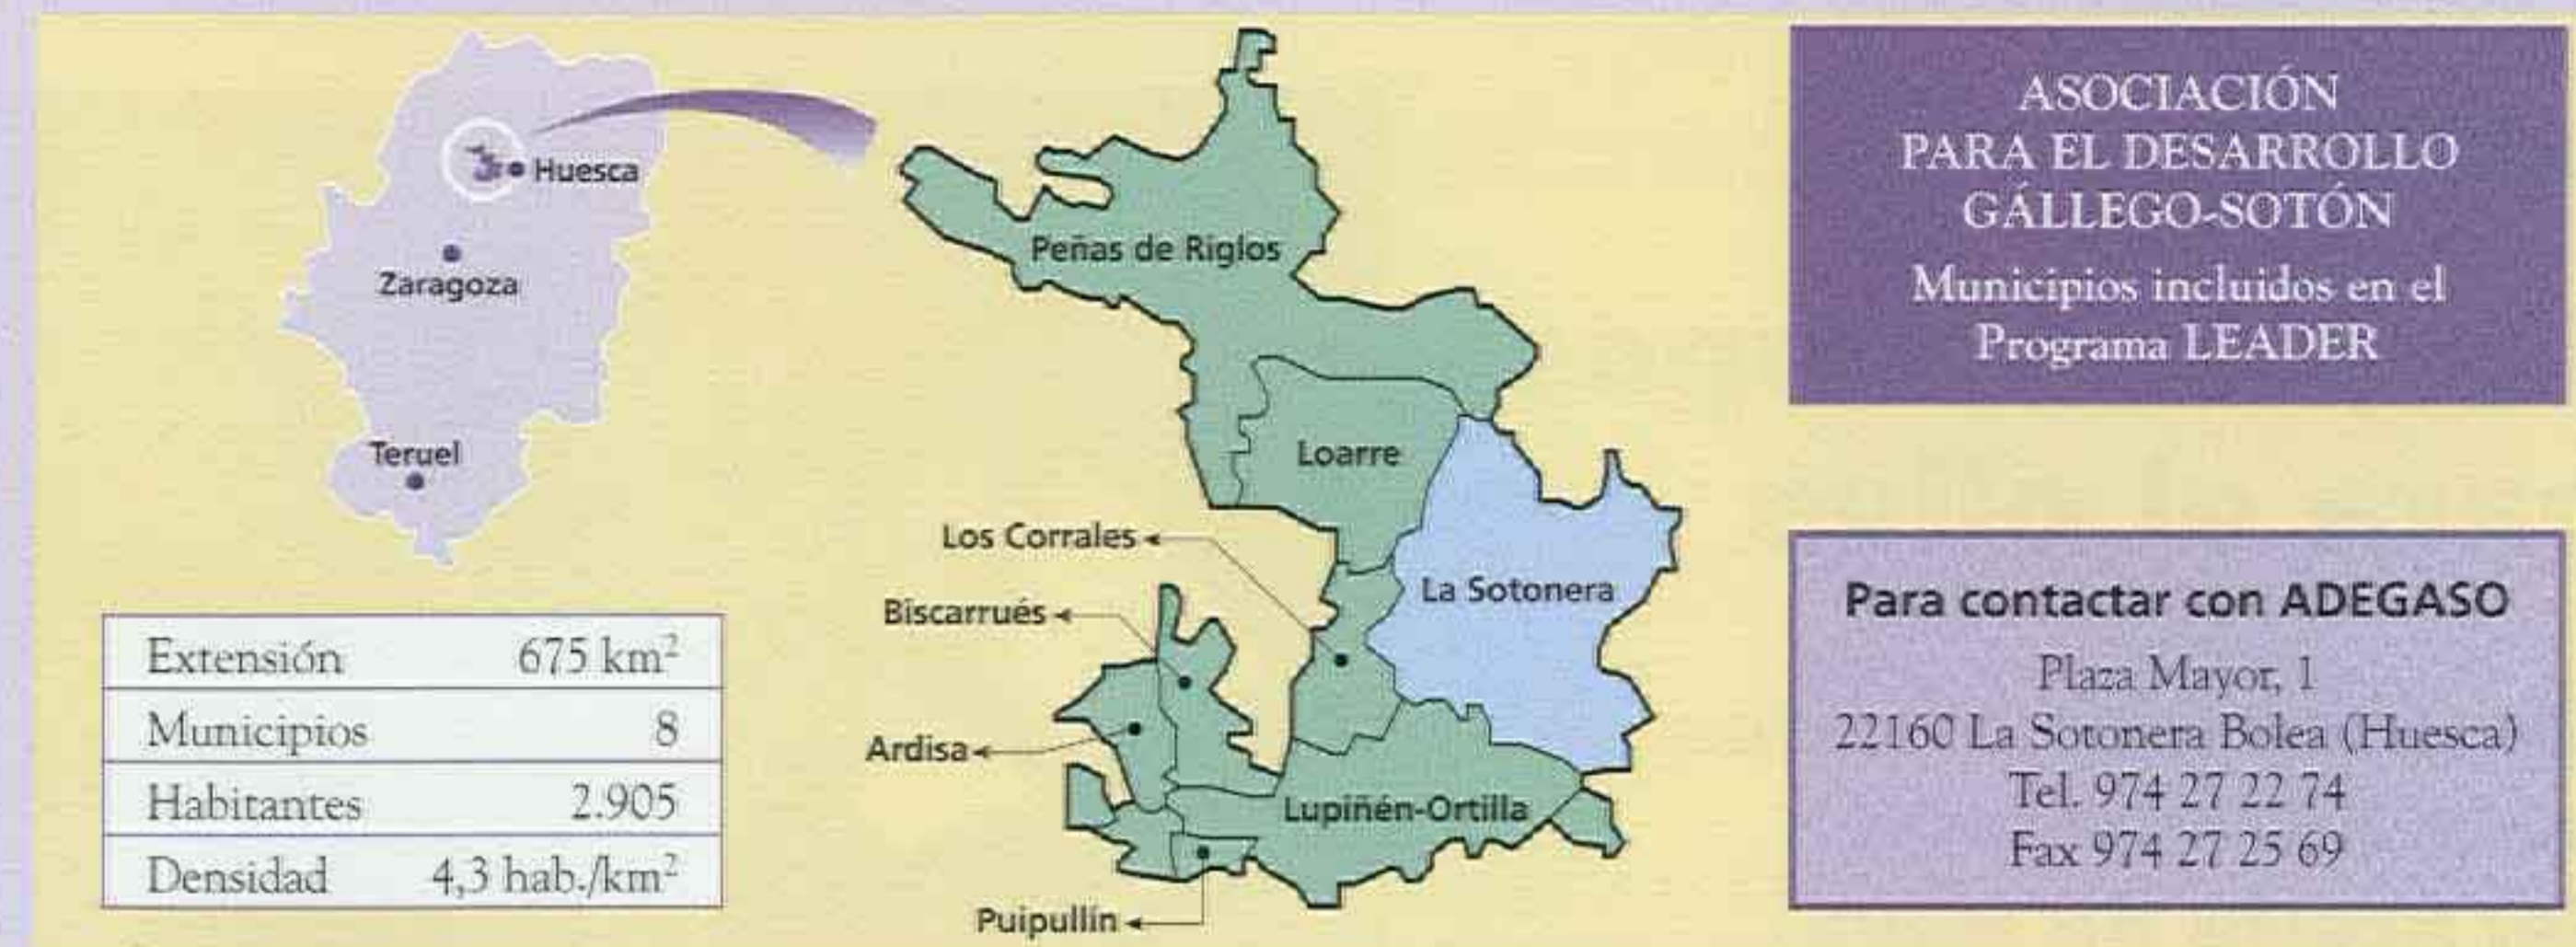 Huesca
Zaragoza
Teruel
Extensión 675 km²
Municipios 8
Habitantes 2.905
Densidad 4,3 hab./km²
Peñas de Riglos
Loarre
Los Corrales
La Sotonera
Biscarrués
Ardisa
Lupiñén-Ortilla
Puipullín
ASOCIACIÓN
PARA EL DESARROLLO
GÁLLEGO-SOTÓN
Municipios incluidos en el
Programa LEADER
Para contactar con ADEGASO
Plaza Mayor, 1
22160 La Sotonera Bolea (Huesca)
Tel. 974 27 22 74
Fax 974 27 25 69